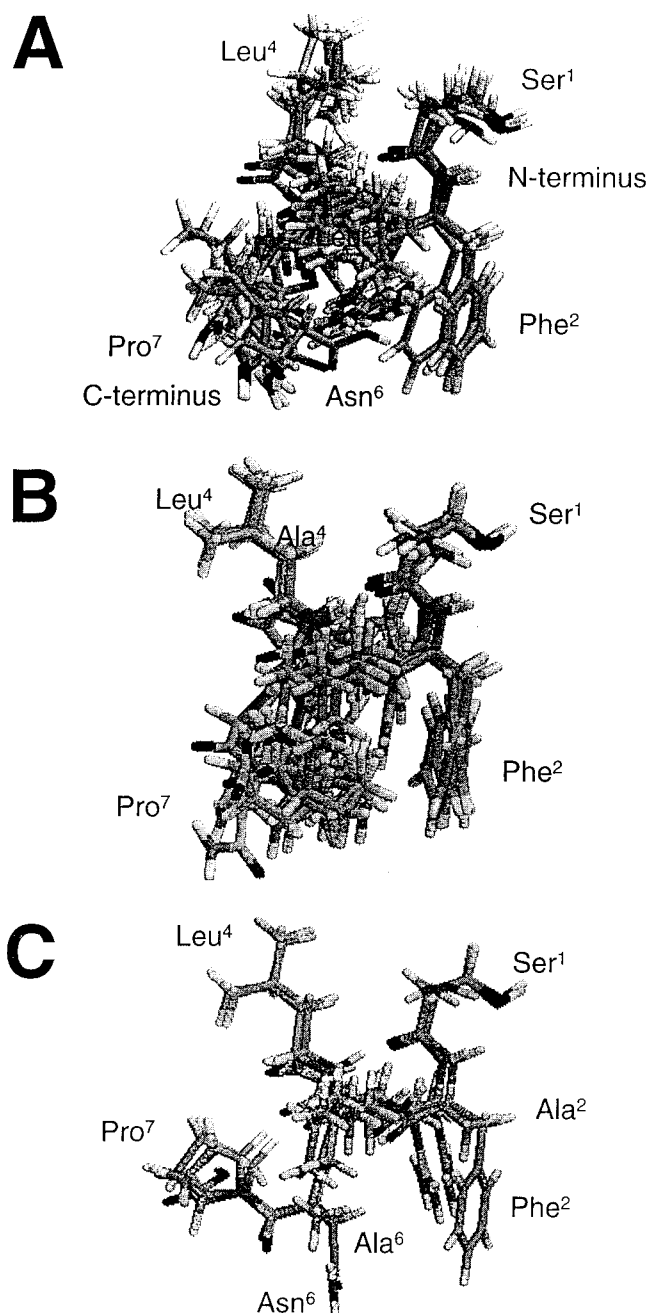 A
Leu⁴
Ser¹
N-terminus
Phe²
Pro⁷
C-terminus
Asn⁶
B
Leu⁴
Ala⁴
Ser¹
Phe²
Pro⁷
C
Leu⁴
Ser¹
Pro⁷
Ala²
Phe²
Ala⁶
Asn⁶